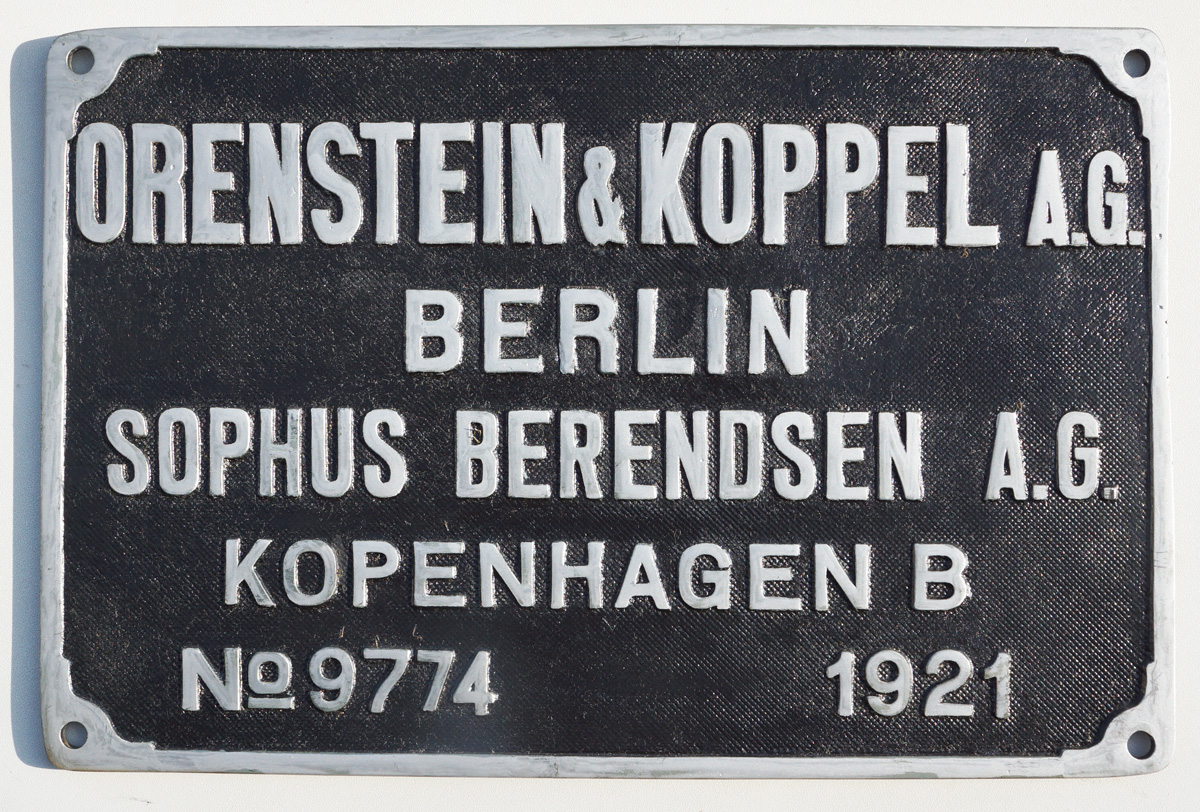 ORENSTEIN & KOPPEL A.G.
BERLIN
SOPHUS BERENDSEN A.G.
KOPENHAGEN B
Nº 9774 1921